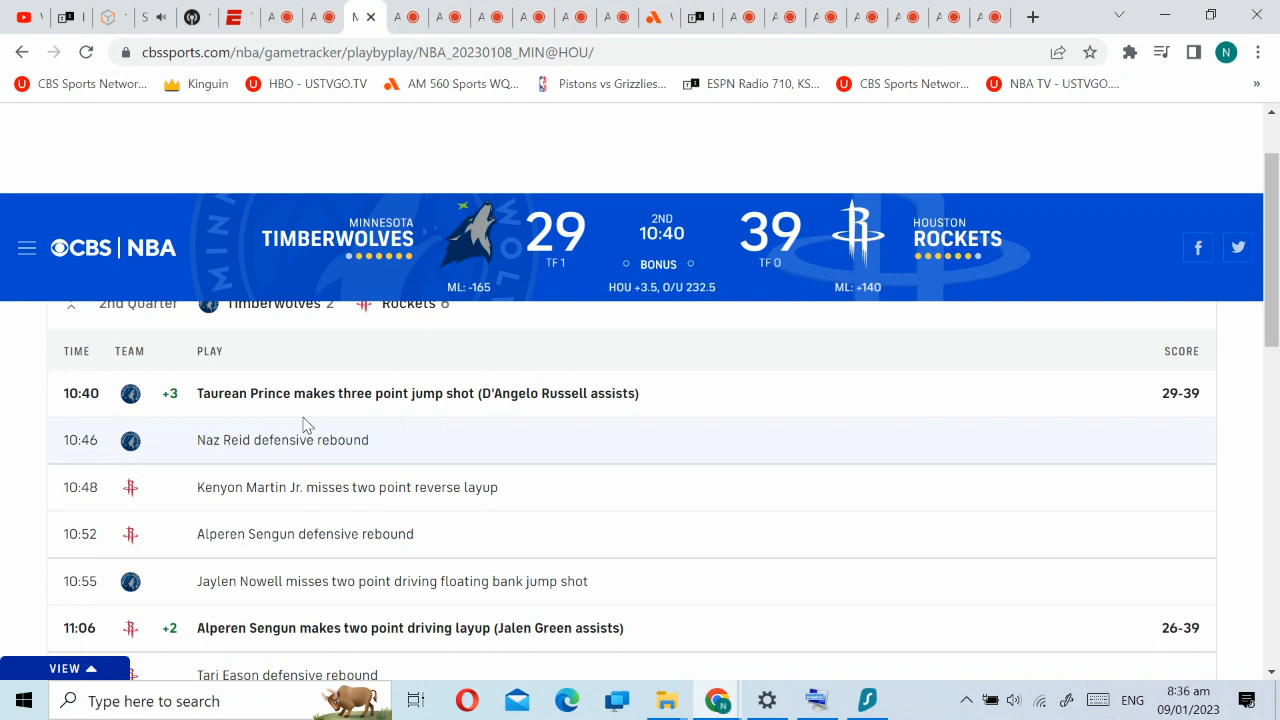 cbssports.com/nba/gametracker/playbyplay/NBA_20230108_MIN@HOU/
N
CBS Sports Networ...
Kinguin
HBO - USTVGO.TV
AM 560 Sports WQ...
Pistons vs Grizzlies...
ESPN Radio 710, KS...
CBS Sports Networ...
NBA TV - USTVGO....
»
CBS | NBA
MINNESOTA
TIMBERWOLVES
29
TF 1
2ND
10:40
BONUS
39
TF 0
HOUSTON
ROCKETS
ML: -165
HOU +3.5, O/U 232.5
ML: +140
2nd Quarter Timberwolves 2 Rockets 6
TIME TEAM PLAY SCORE
10:40 +3 Taurean Prince makes three point jump shot (D'Angelo Russell assists) 29-39
10:46 Naz Reid defensive rebound
10:48 Kenyon Martin Jr. misses two point reverse layup
10:52 Alperen Sengun defensive rebound
10:55 Jaylen Nowell misses two point driving floating bank jump shot
11:06 +2 Alperen Sengun makes two point driving layup (Jalen Green assists) 26-39
Tari Eason defensive rebound
VIEW
Type here to search
ENG
8:36 am
09/01/2023